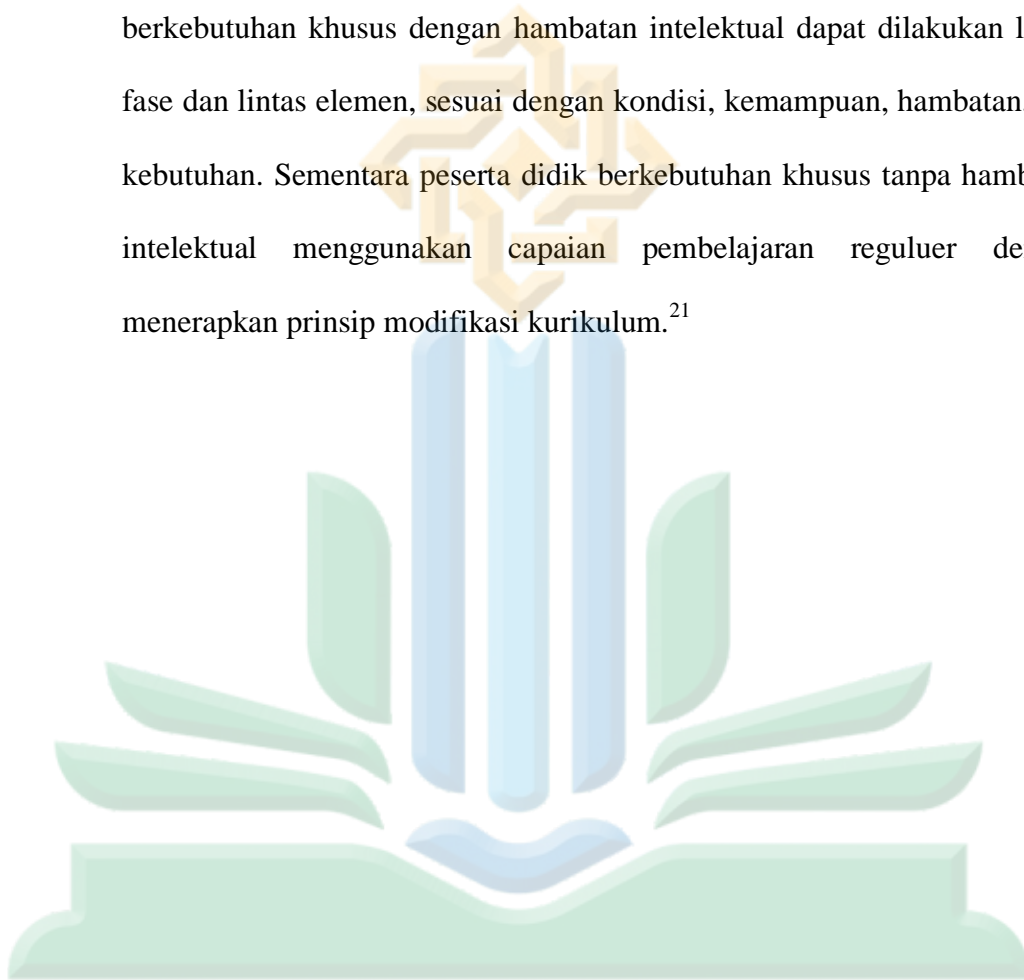 berkebutuhan khusus dengan hambatan intelektual dapat dilakukan
fase dan lintas elemen, sesuai dengan kondisi, kemampuan, hambatan
kebutuhan. Sementara peserta didik berkebutuhan khusus tanpa
intelektual menggunakan capaian pembelajaran reguluer
menerapkan prinsip modifikasi kurikulum.²¹